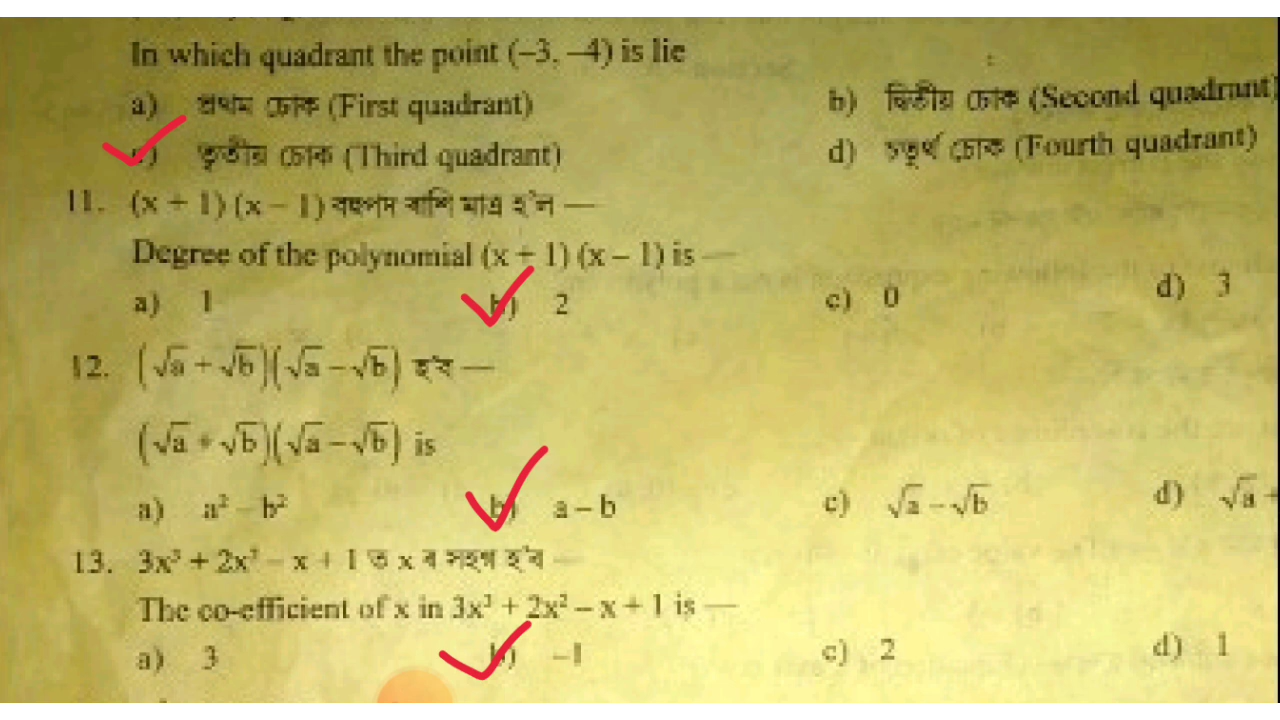 In which quadrant the point (–3, –4) is lie
a) প্ৰথম চোক (First quadrant) b) দ্বিতীয় চোক (Second quadrant)
c) তৃতীয় চোক (Third quadrant) d) চতুৰ্থ চোক (Fourth quadrant)
11. (x + 1) (x – 1) বহুপদ ৰাশি মাত্ৰ হ'ল —
Degree of the polynomial (x + 1) (x – 1) is —
a) 1 b) 2 c) 0 d) 3
12. (√a + √b)(√a – √b) হ'ব —
(√a + √b)(√a – √b) is
a) a² – b² b) a – b c) √a – √b d) √a +
13. 3x³ + 2x² – x + 1 ত x ৰ সহগ হ'ব —
The co-efficient of x in 3x³ + 2x² – x + 1 is —
a) 3 b) –1 c) 2 d) 1